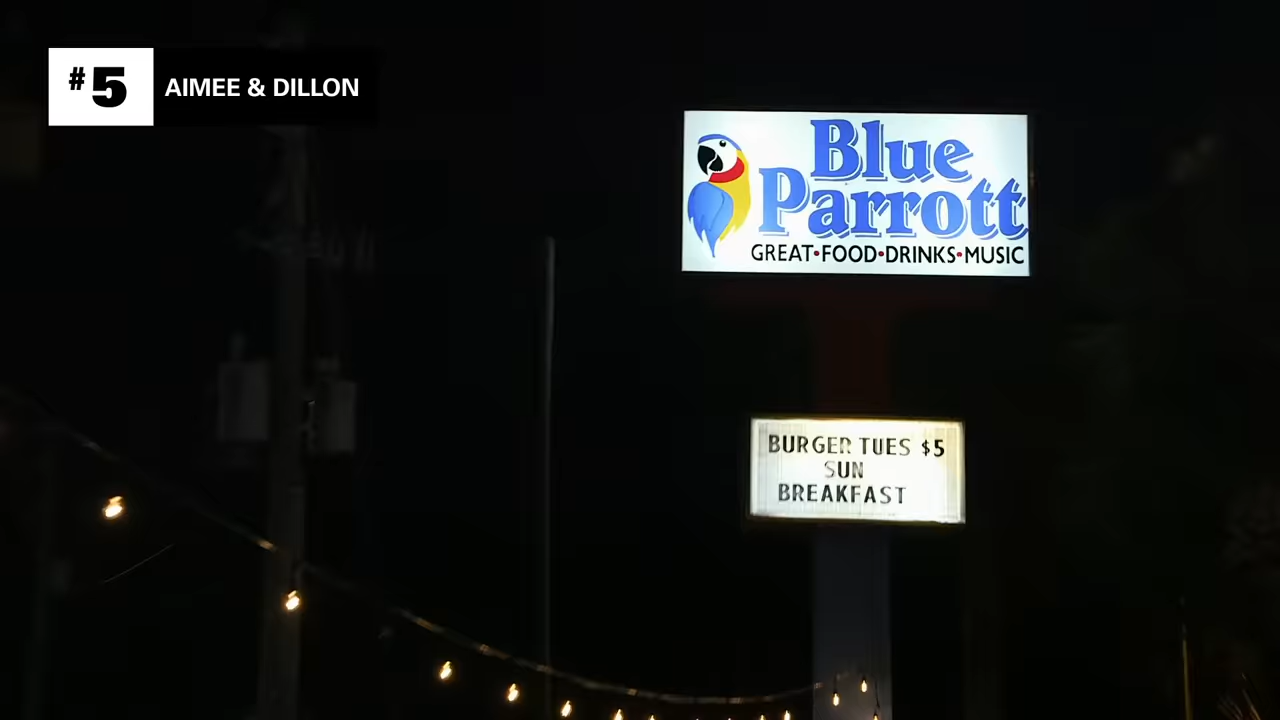 #5 AIMEE & DILLON
Blue
Parrott
GREAT•FOOD•DRINKS•MUSIC
BURGER TUES $5
SUN
BREAKFAST